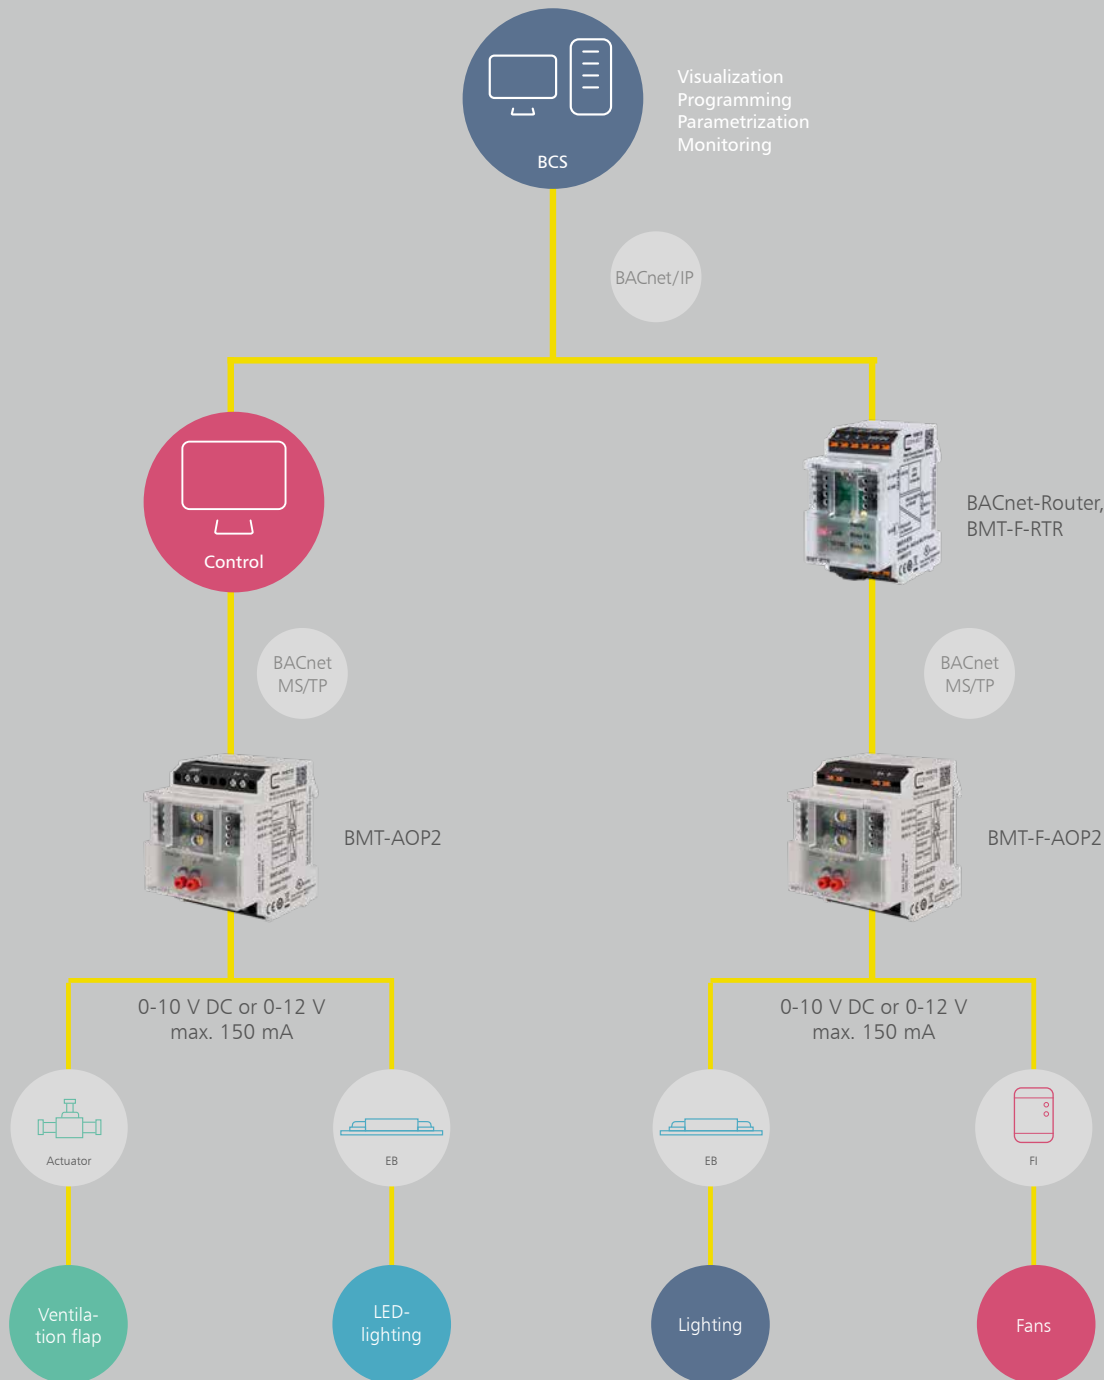 Visualization
Programming
Parametrization
Monitoring
BCS
BACnet/IP
Control
BACnet-Router,
BMT-F-RTR
BACnet
MS/TP
BACnet
MS/TP
BMT-AOP2
BMT-F-AOP2
0-10 V DC or 0-12 V
max. 150 mA
0-10 V DC or 0-12 V
max. 150 mA
Actuator
EB
EB
FI
Ventila-
tion flap
LED-
lighting
Lighting
Fans